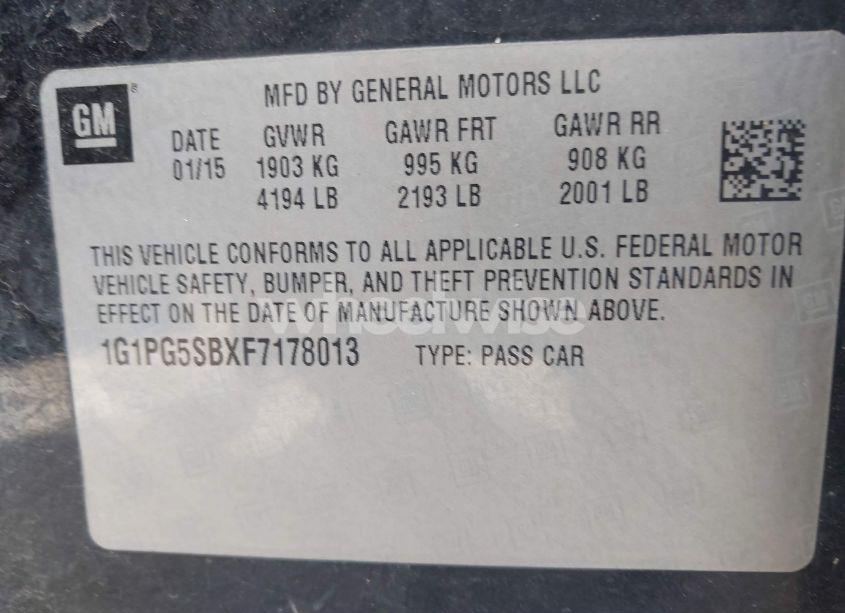 GM
MFD BY GENERAL MOTORS LLC
DATE GVWR GAWR FRT GAWR RR
01/15 1903 KG 995 KG 908 KG
4194 LB 2193 LB 2001 LB
THIS VEHICLE CONFORMS TO ALL APPLICABLE U.S. FEDERAL MOTOR
VEHICLE SAFETY, BUMPER, AND THEFT PREVENTION STANDARDS IN
EFFECT ON THE DATE OF MANUFACTURE SHOWN ABOVE.
wheelwise
1G1PG5SBXF7178013 TYPE: PASS CAR